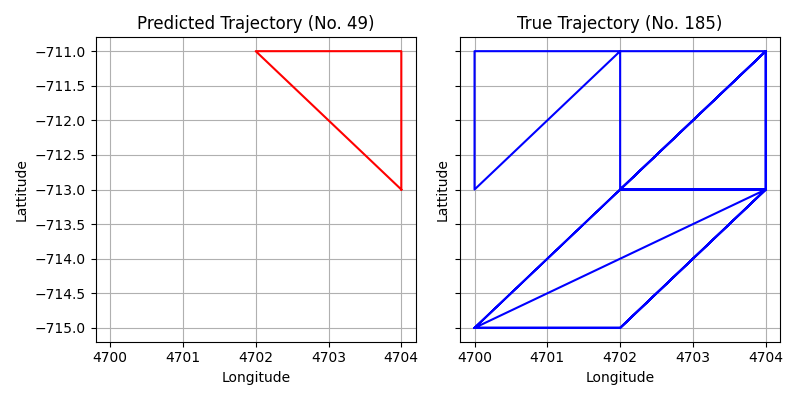 Predicted Trajectory (No. 49)
True Trajectory (No. 185)
Lattitude
−711.0
−711.5
−712.0
−712.5
−713.0
−713.5
−714.0
−714.5
−715.0
4700 4701 4702 4703 4704
Longitude
Lattitude
4700 4701 4702 4703 4704
Longitude